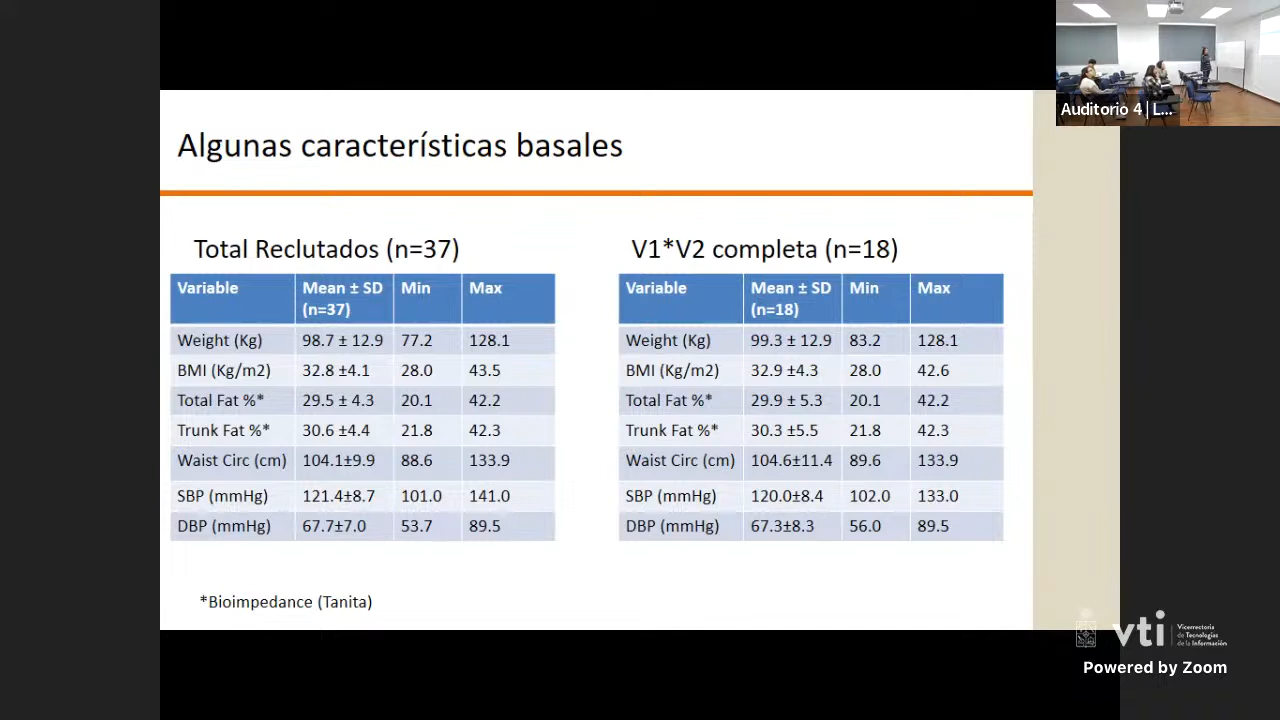 Auditorio 4 | L...
Algunas características basales
Total Reclutados (n=37)
Variable Mean ± SD (n=37) Min Max
Weight (Kg) 98.7 ± 12.9 77.2 128.1
BMI (Kg/m2) 32.8 ±4.1 28.0 43.5
Total Fat %* 29.5 ± 4.3 20.1 42.2
Trunk Fat %* 30.6 ±4.4 21.8 42.3
Waist Circ (cm) 104.1±9.9 88.6 133.9
SBP (mmHg) 121.4±8.7 101.0 141.0
DBP (mmHg) 67.7±7.0 53.7 89.5
V1*V2 completa (n=18)
Variable Mean ± SD (n=18) Min Max
Weight (Kg) 99.3 ± 12.9 83.2 128.1
BMI (Kg/m2) 32.9 ±4.3 28.0 42.6
Total Fat %* 29.9 ± 5.3 20.1 42.2
Trunk Fat %* 30.3 ±5.5 21.8 42.3
Waist Circ (cm) 104.6±11.4 89.6 133.9
SBP (mmHg) 120.0±8.4 102.0 133.0
DBP (mmHg) 67.3±8.3 56.0 89.5
*Bioimpedance (Tanita)
vti
Vicerrectoría
de Tecnologías
de la Información
Powered by Zoom